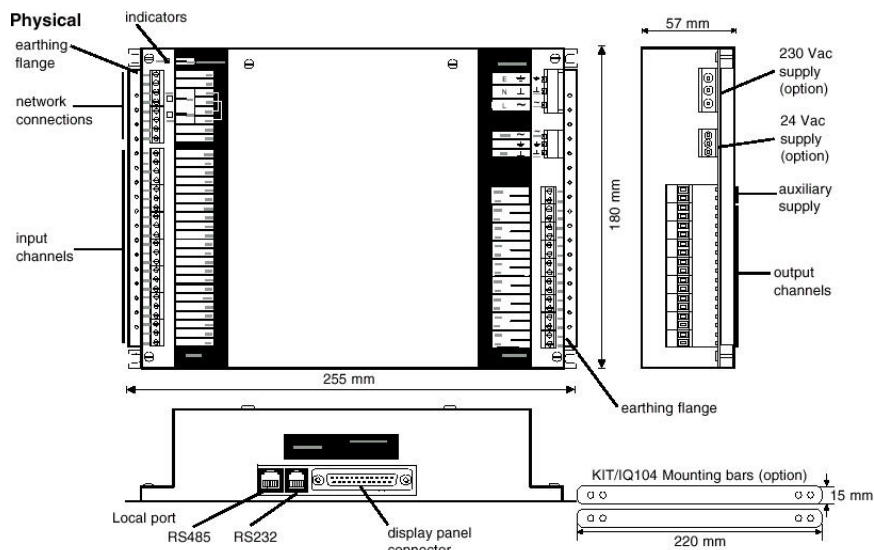 Physical
indicators
earthing
flange
network
connections
input
channels
E
N
L
57 mm
230 Vac
supply
(option)
24 Vac
supply
(option)
auxiliary
supply
output
channels
180 mm
255 mm
earthing flange
KIT/IQ104 Mounting bars (option)
15 mm
220 mm
Local port
RS485
RS232
display panel
connector